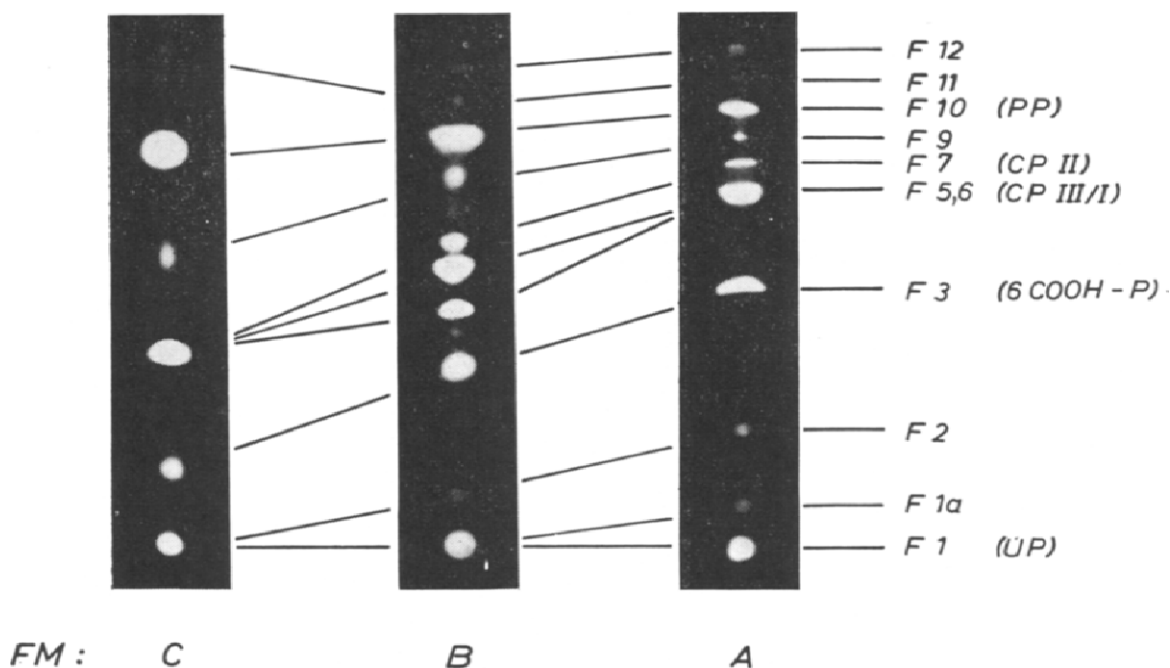 F 12
F 11
F 10 (PP)
F 9
F 7 (CP II)
F 5,6 (CP III/I)
F 3 (6 COOH - P) -
F 2
F 1a
F 1 (UP)
FM : C B A